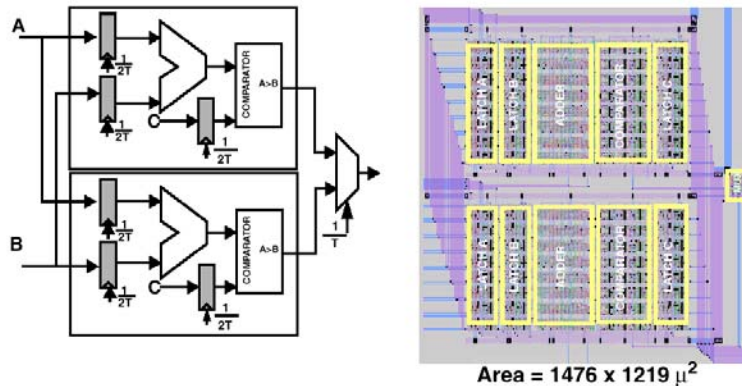 A
1
2T
1
2T
C
1
2T
COMPARATOR
A>B
B
1
2T
1
2T
C
1
2T
COMPARATOR
A>B
1
T
LATCH A
LATCH B
ADDER
COMPARATOR
LATCH C
LATCH A
LATCH B
ADDER
COMPARATOR
LATCH C
Area = 1476 x 1219 μ²